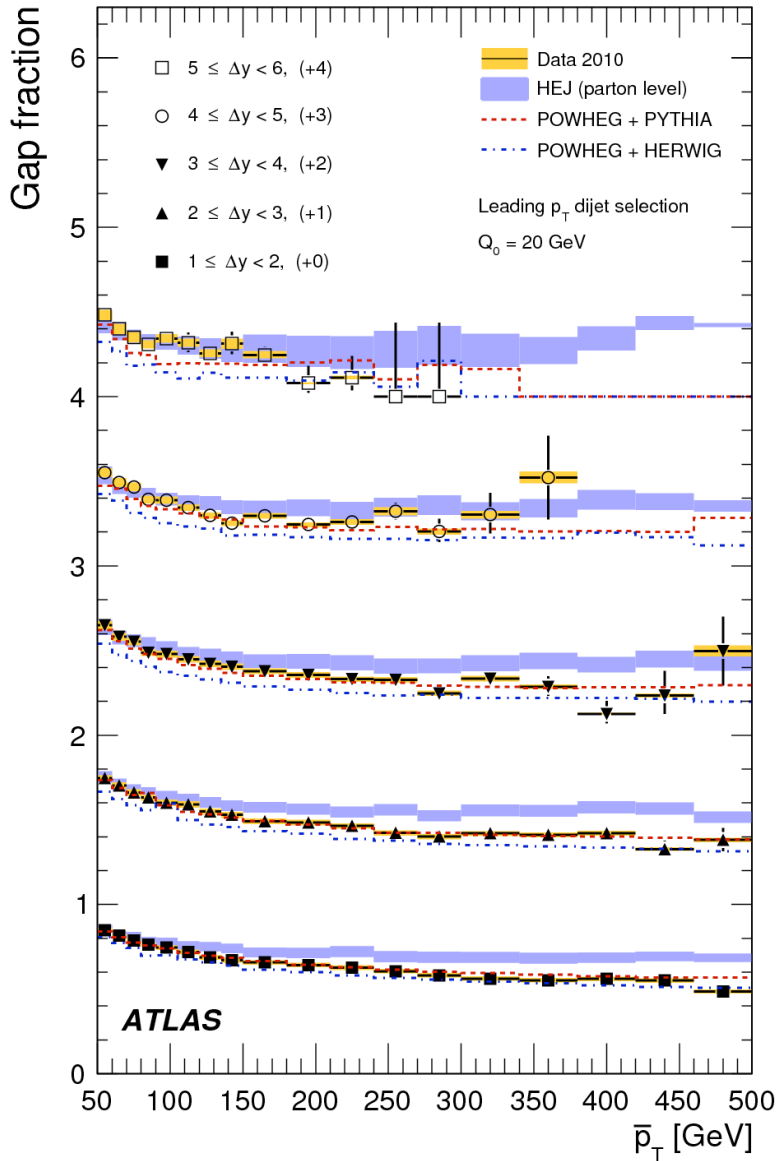 Gap fraction
6
5
4
3
2
1
0
5 ≤ Δy < 6, (+4)
4 ≤ Δy < 5, (+3)
3 ≤ Δy < 4, (+2)
2 ≤ Δy < 3, (+1)
1 ≤ Δy < 2, (+0)
Data 2010
HEJ (parton level)
POWHEG + PYTHIA
POWHEG + HERWIG
Leading p_T dijet selection
Q_0 = 20 GeV
ATLAS
50 100 150 200 250 300 350 400 450 500
p̅_T [GeV]